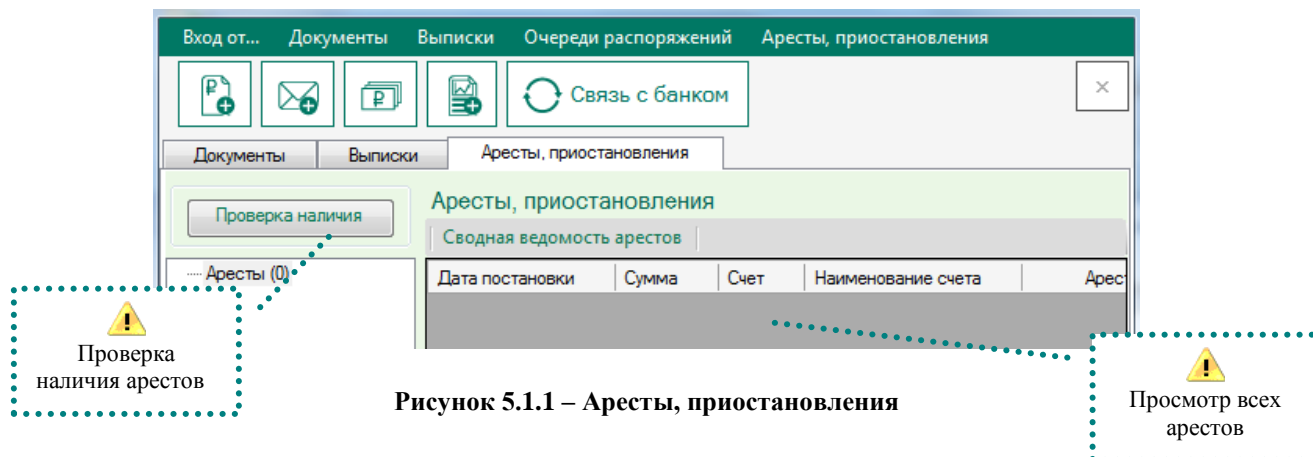 Вход от... Документы Выписки Очереди распоряжений Аресты, приостановления
Связь с банком
Документы Выписки Аресты, приостановления
Проверка наличия
Аресты, приостановления
Сводная ведомость арестов
Аресты (0)
Дата постановки Сумма Счет Наименование счета Арест
Проверка
наличия арестов
Просмотр всех
арестов
Рисунок 5.1.1 – Аресты, приостановления